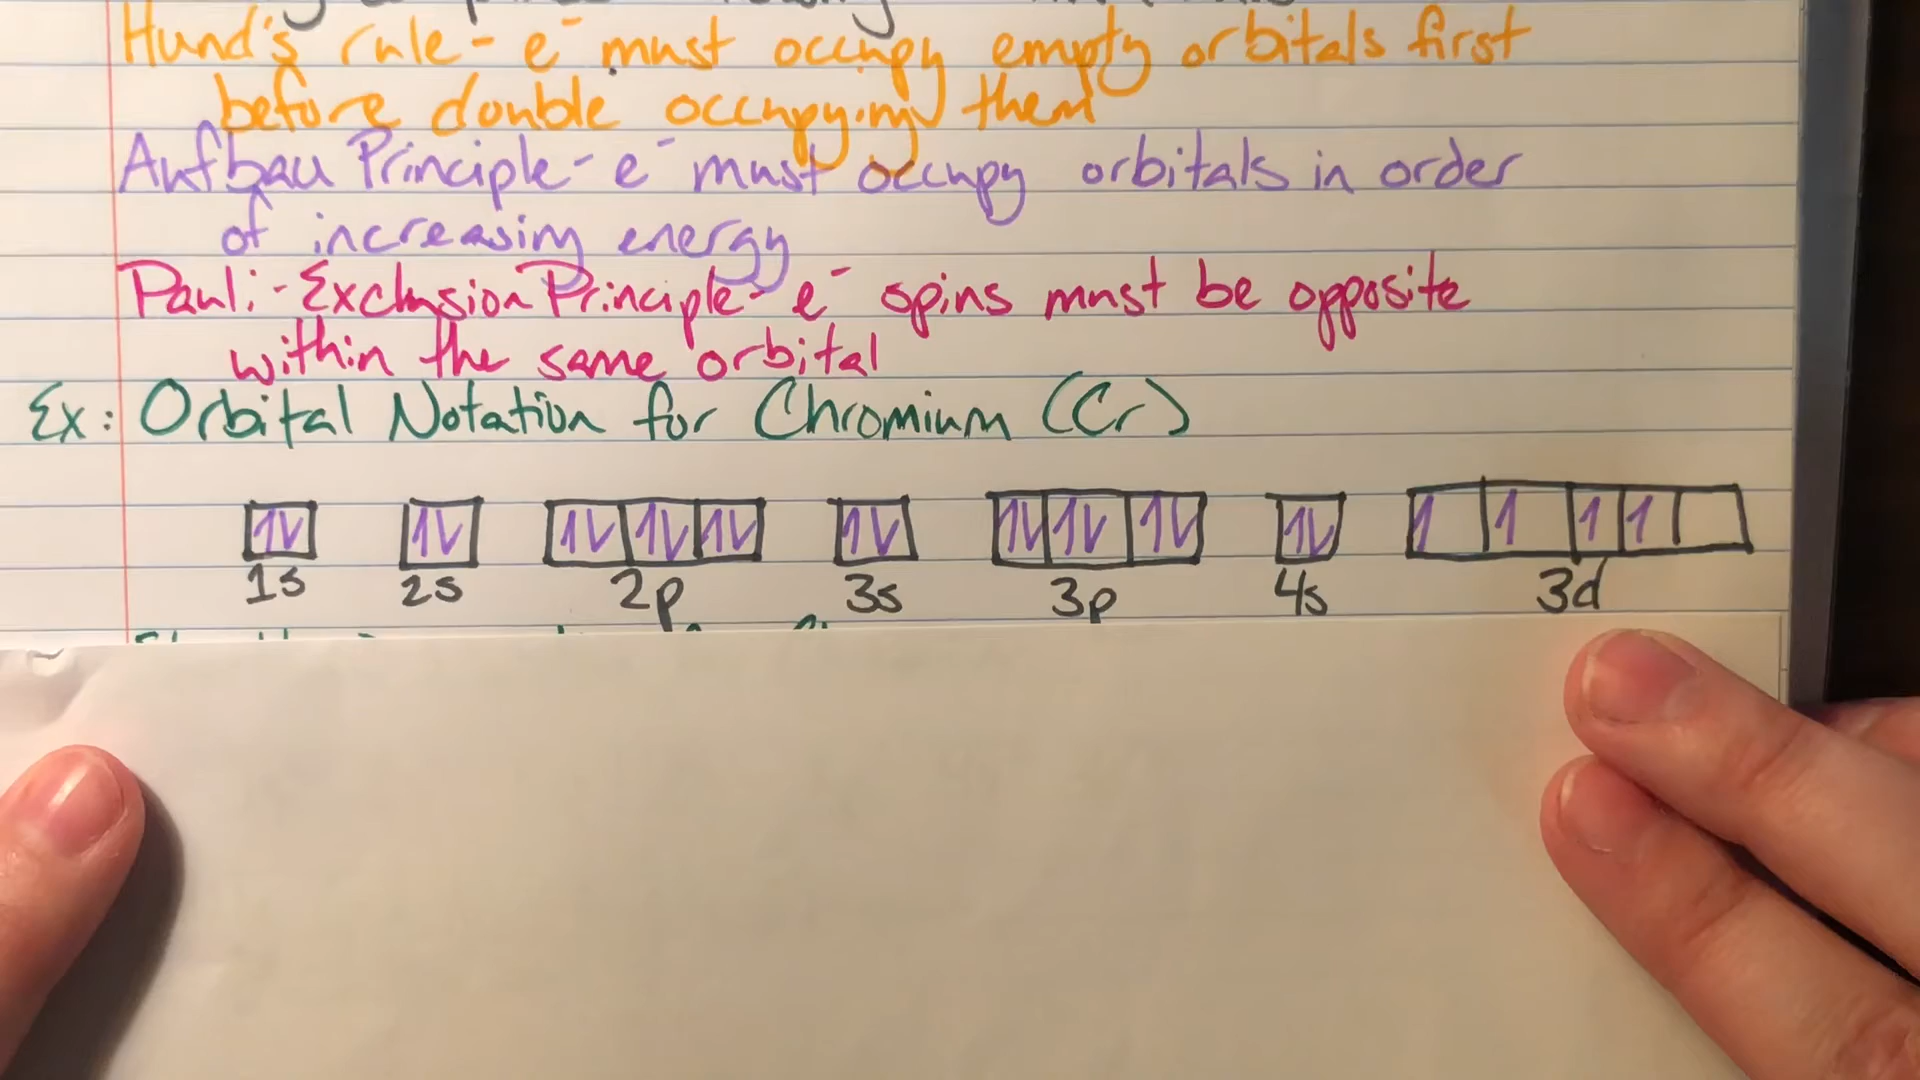 Hund's rule - e⁻ must occupy empty orbitals first
before double occupying them
Aufbau Principle - e⁻ must occupy orbitals in order
of increasing energy
Pauli-Exclusion Principle - e⁻ spins must be opposite
within the same orbital
Ex: Orbital Notation for Chromium (Cr)
1s 2s 2p 3s 3p 4s 3d